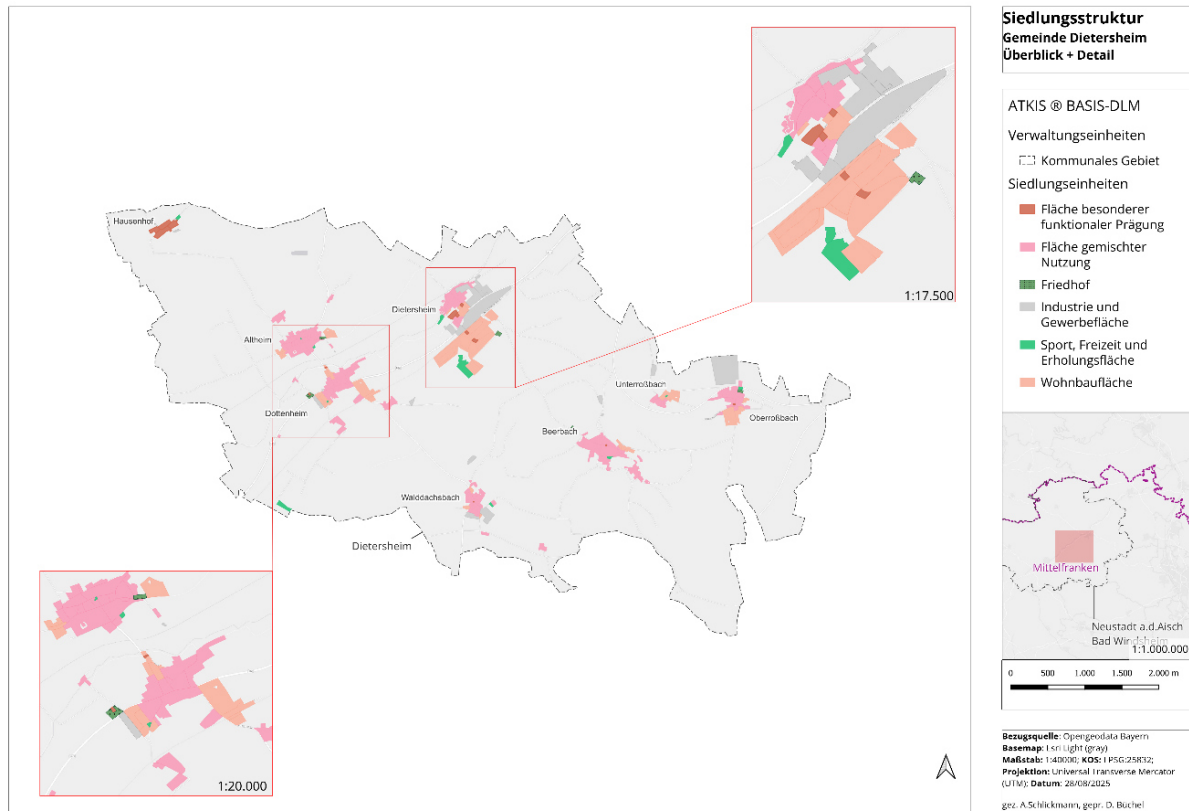 Siedlungsstruktur
Gemeinde Dietersheim
Überblick + Detail
ATKIS ® BASIS-DLM
Verwaltungseinheiten
Kommunales Gebiet
Siedlungseinheiten
Fläche besonderer
funktionaler Prägung
Fläche gemischter
Nutzung
Friedhof
Industrie und
Gewerbefläche
Sport, Freizeit und
Erholungsfläche
Wohnbaufläche
1:17.500
Hausenhof
Dietersheim
Altheim
Dottenheim
Unterroßbach
Oberroßbach
Beerbach
Walddachsbach
Dietersheim
1:20.000
Mittelfranken
Neustadt a.d.Aisch
Bad Windsheim
1:1.000.000
0 500 1.000 1.500 2.000 m
Bezugsquelle: Opengeodata Bayern
Basemap: Esri Light (gray)
Maßstab: 1:40000; KOS: EPSG:25832;
Projektion: Universal Transverse Mercator
(UTM); Datum: 28/08/2025
gez. A.Schlickmann, gepr. D. Büchel